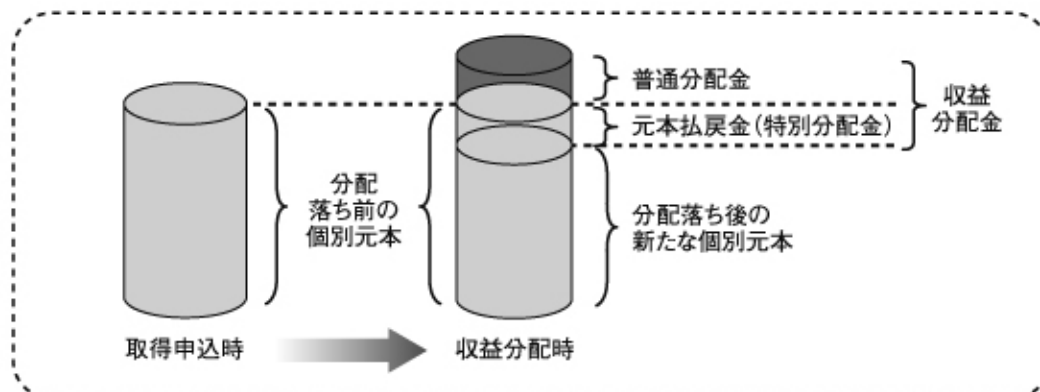 普通分配金
元本払戻金(特別分配金)
収益
分配金
分配
落ち前の
個別元本
分配落ち後の
新たな個別元本
取得申込時
収益分配時